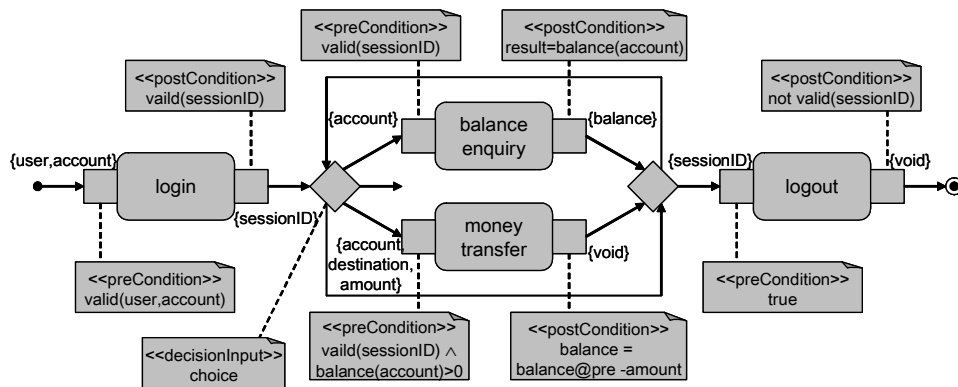 <<preCondition>>
valid(sessionID)
<<postCondition>>
result=balance(account)
<<postCondition>>
vaild(sessionID)
<<postCondition>>
not valid(sessionID)
{account}
balance
enquiry
{balance}
{user,account}
login
{sessionID}
{sessionID}
logout
{void}
{account,
destination,
amount}
money
transfer
{void}
<<preCondition>>
valid(user,account)
<<preCondition>>
true
<<decisionInput>>
choice
<<preCondition>>
vaild(sessionID) ∧
balance(account)>0
<<postCondition>>
balance =
balance@pre -amount